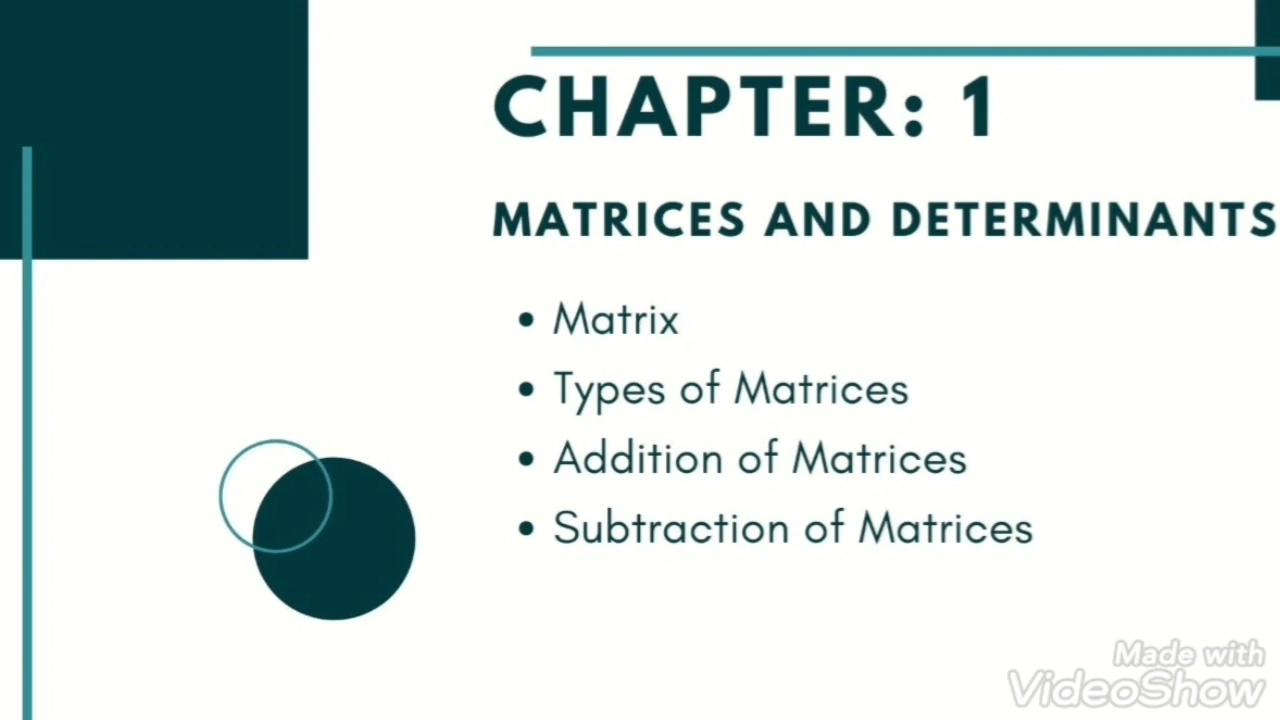 CHAPTER: 1
MATRICES AND DETERMINANTS
• Matrix
• Types of Matrices
• Addition of Matrices
• Subtraction of Matrices
Made with
VideoShow